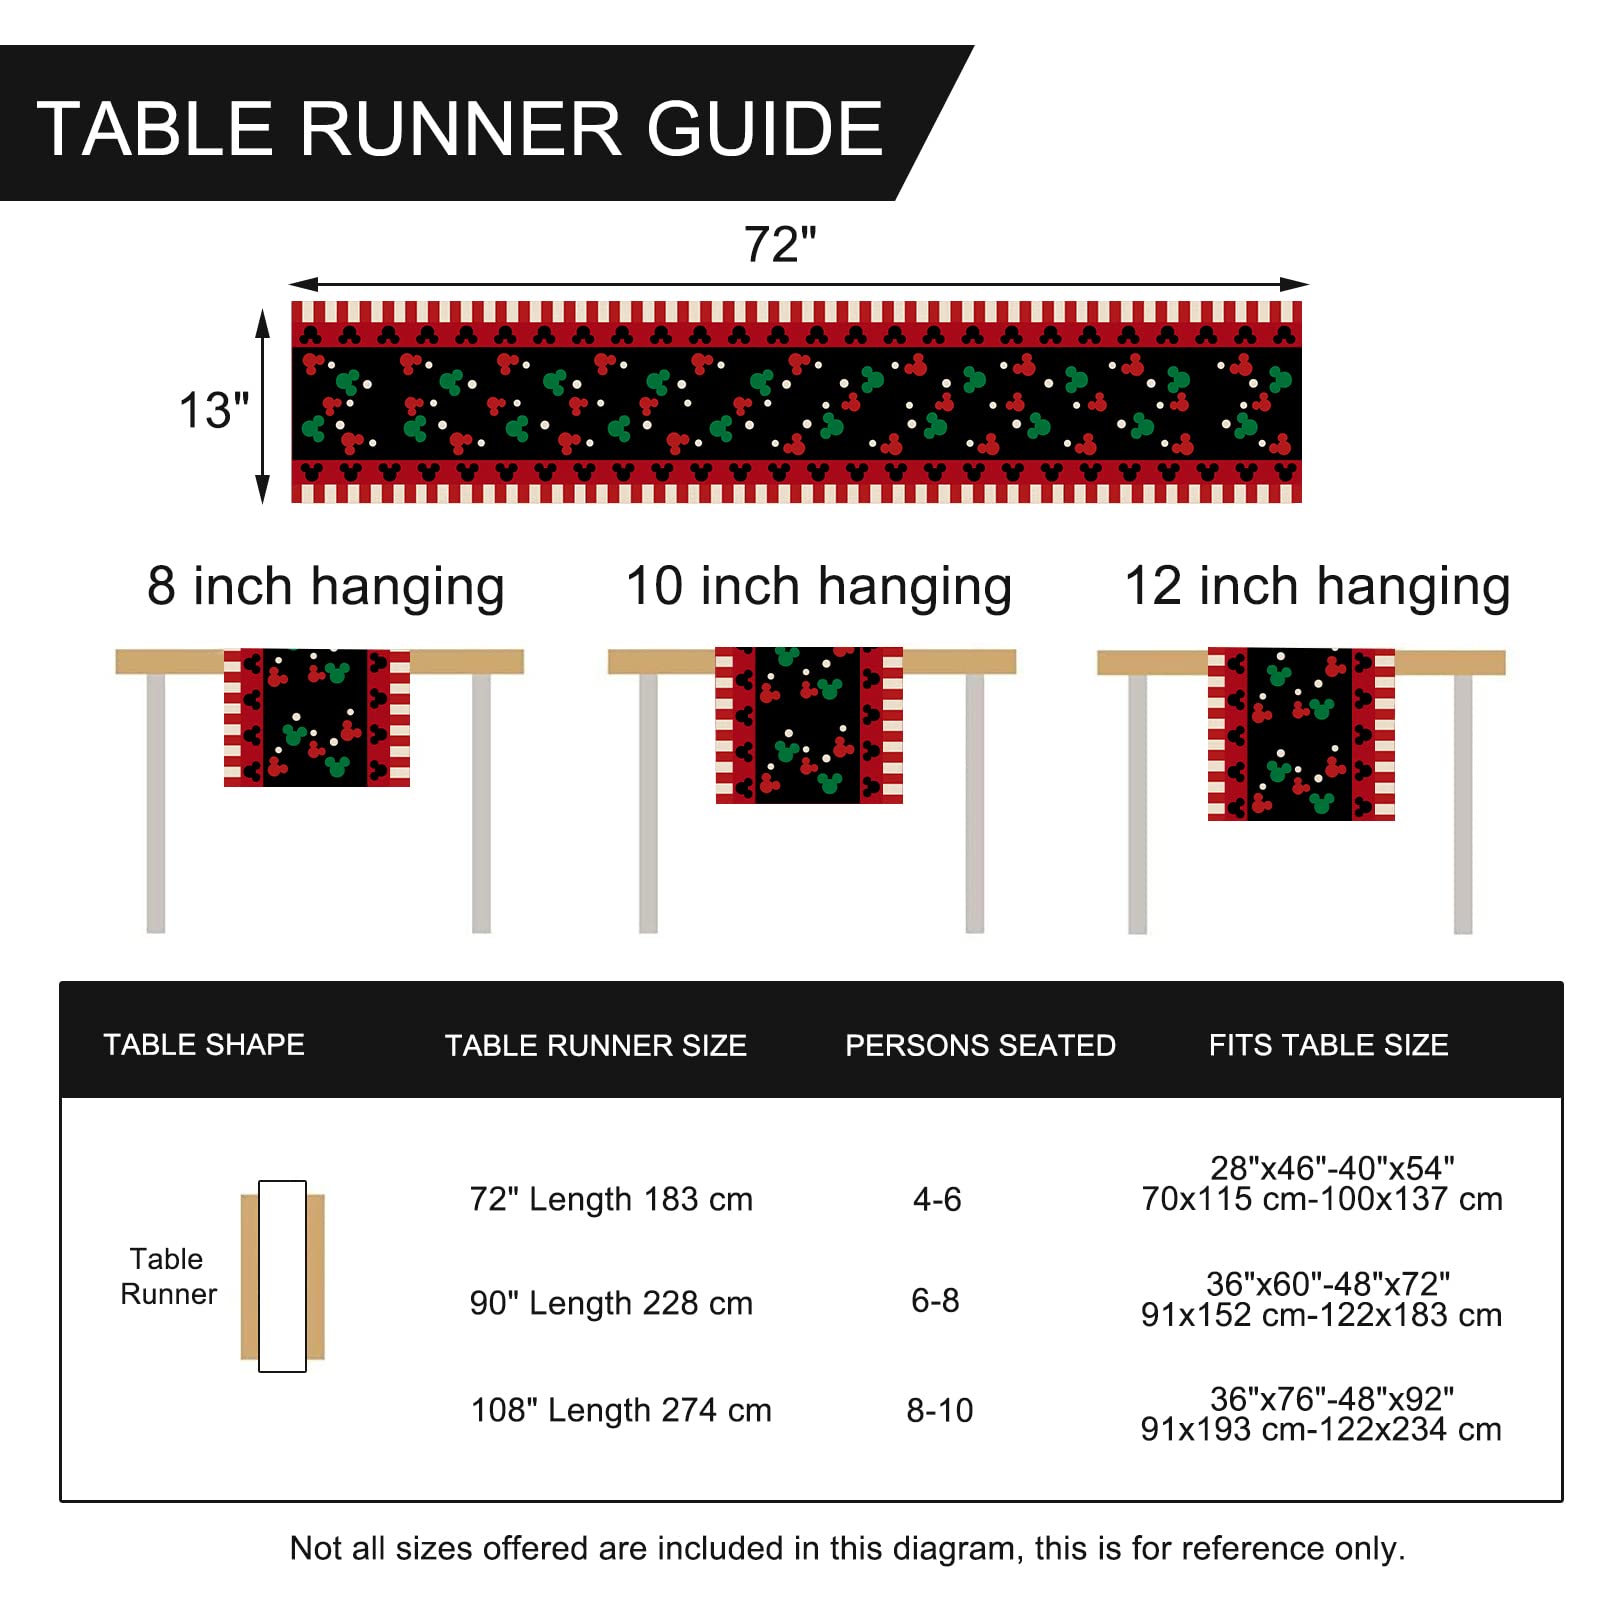 TABLE RUNNER GUIDE
72"
13"
8 inch hanging
10 inch hanging
12 inch hanging
TABLE SHAPE
TABLE RUNNER SIZE
PERSONS SEATED
FITS TABLE SIZE
Table
Runner
72" Length 183 cm
4-6
28"x46"-40"x54"
70x115 cm-100x137 cm
90" Length 228 cm
6-8
36"x60"-48"x72"
91x152 cm-122x183 cm
108" Length 274 cm
8-10
36"x76"-48"x92"
91x193 cm-122x234 cm
Not all sizes offered are included in this diagram, this is for reference only.